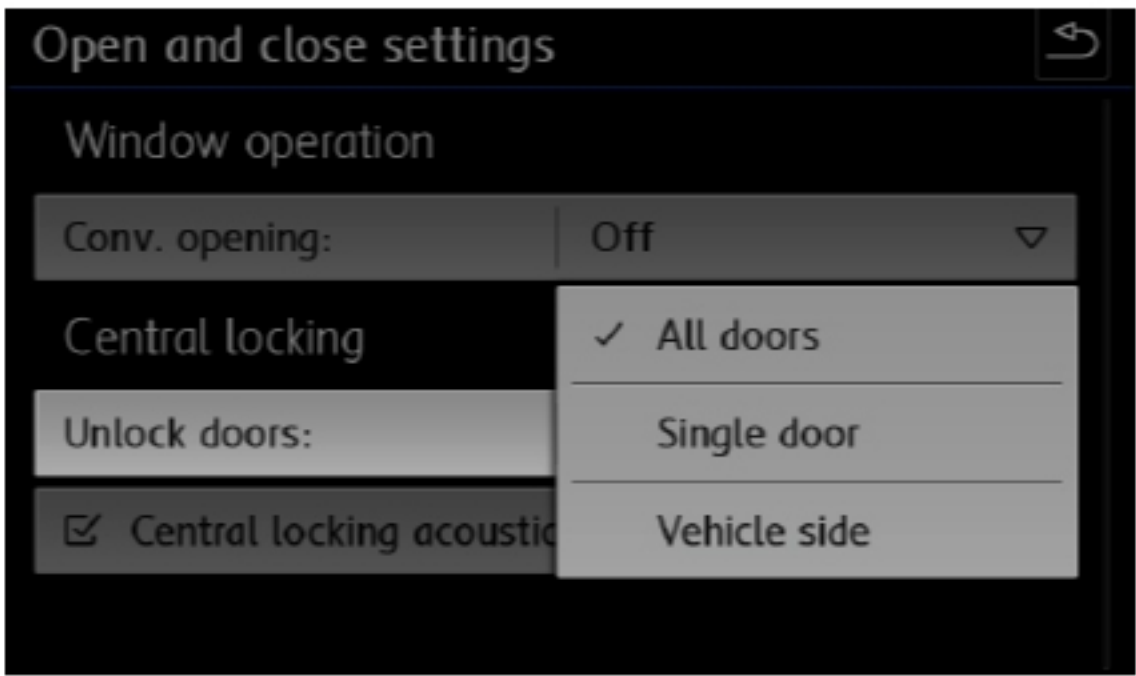 Open and close settings
Window operation
Conv. opening: Off
Central locking
All doors
Unlock doors:
Single door
Central locking acoustic
Vehicle side